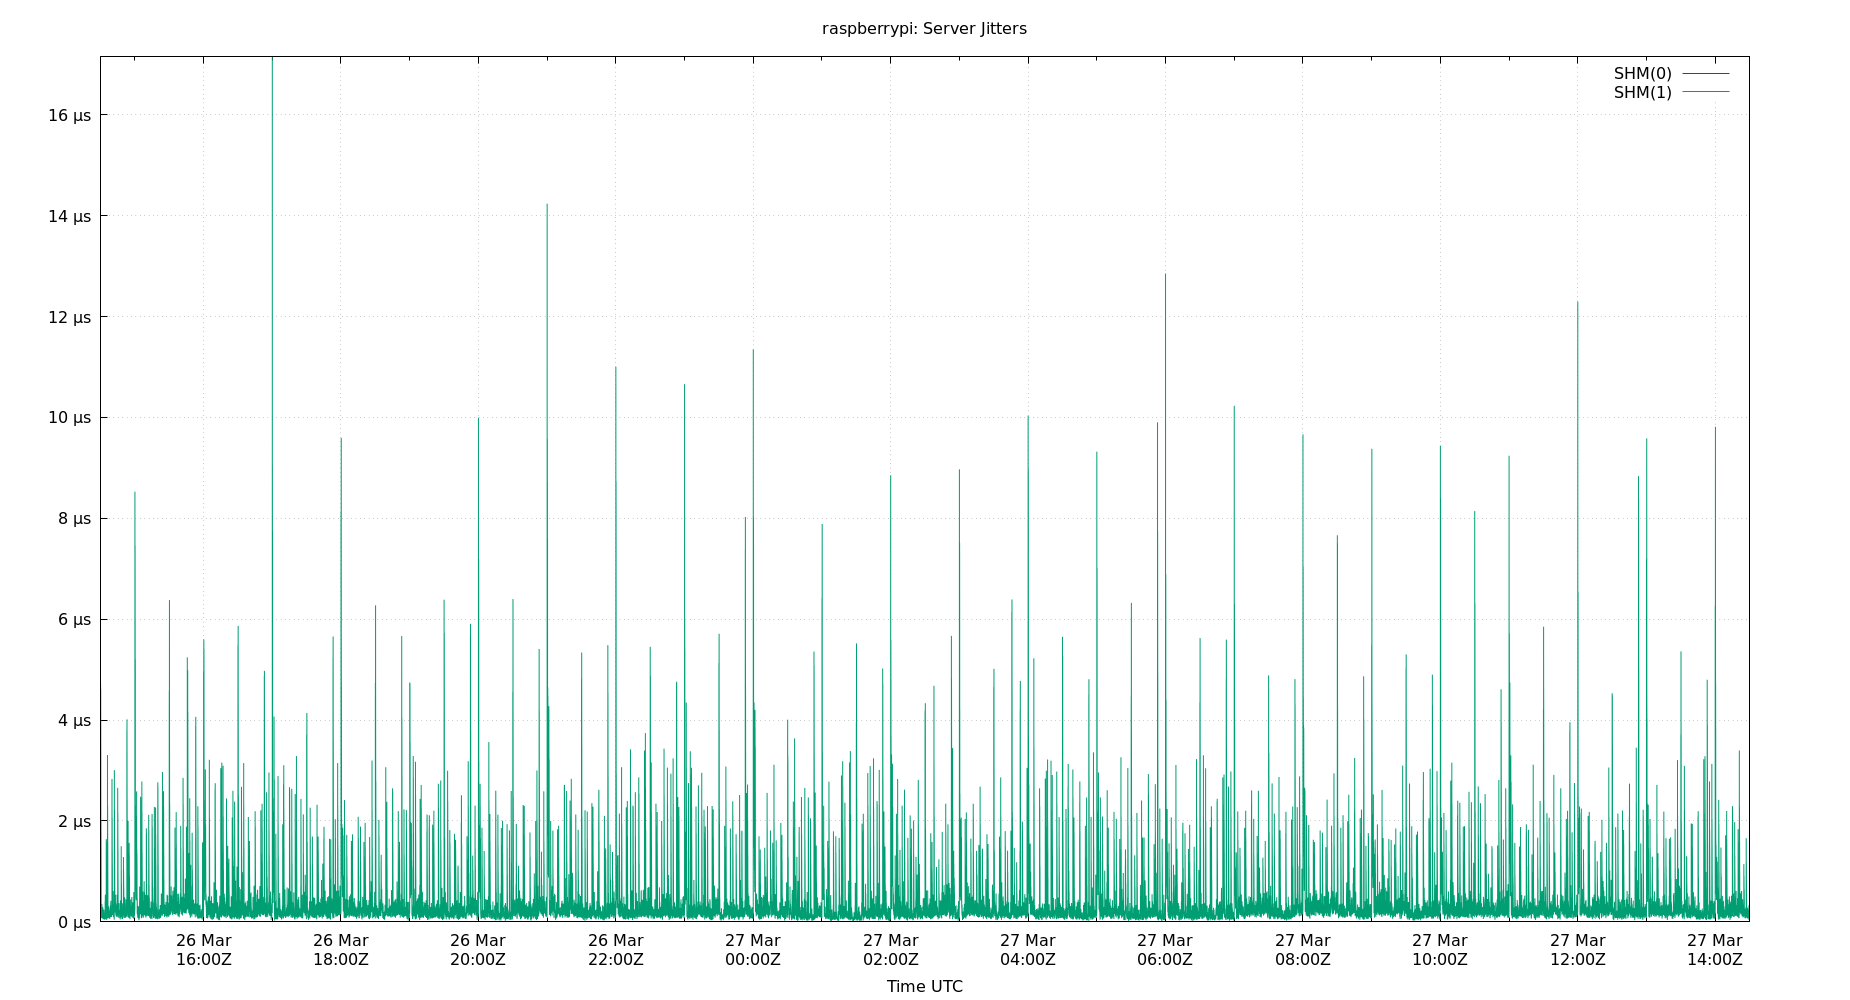 raspberrypi: Server Jitters
SHM(0)
SHM(1)
16 µs
14 µs
12 µs
10 µs
8 µs
6 µs
4 µs
2 µs
0 µs
26 Mar
16:00Z
26 Mar
18:00Z
26 Mar
20:00Z
26 Mar
22:00Z
27 Mar
00:00Z
27 Mar
02:00Z
27 Mar
04:00Z
27 Mar
06:00Z
27 Mar
08:00Z
27 Mar
10:00Z
27 Mar
12:00Z
27 Mar
14:00Z
Time UTC